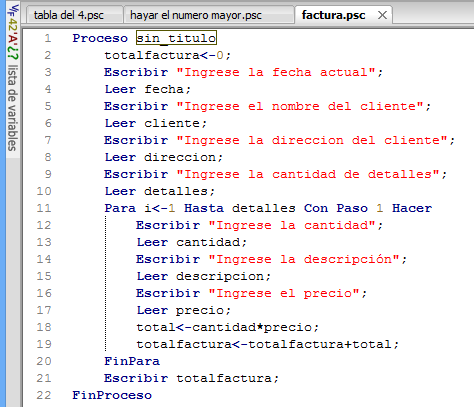 tabla del 4.psc hayar el numero mayor.psc factura.psc
lista de variables
1 Proceso sin_titulo
2 totalfactura<-0;
3 Escribir "Ingrese la fecha actual";
4 Leer fecha;
5 Escribir "Ingrese el nombre del cliente";
6 Leer cliente;
7 Escribir "Ingrese la direccion del cliente";
8 Leer direccion;
9 Escribir "Ingrese la cantidad de detalles";
10 Leer detalles;
11 Para i<-1 Hasta detalles Con Paso 1 Hacer
12 Escribir "Ingrese la cantidad";
13 Leer cantidad;
14 Escribir "Ingrese la descripción";
15 Leer descripcion;
16 Escribir "Ingrese el precio";
17 Leer precio;
18 total<-cantidad*precio;
19 totalfactura<-totalfactura+total;
20 FinPara
21 Escribir totalfactura;
22 FinProceso